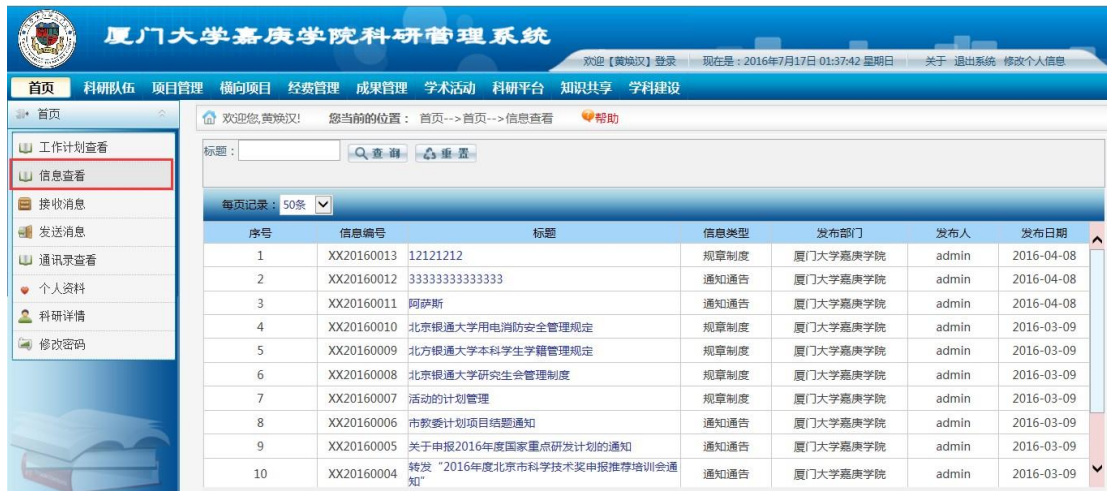 厦门大学嘉庚学院科研管理系统
欢迎【黄焕汉】登录 现在是：2016年7月17日 01:37:42 星期日 关于 退出系统 修改个人信息
首页 科研队伍 项目管理 横向项目 经费管理 成果管理 学术活动 科研平台 知识共享 学科建设
首页
欢迎您,黄焕汉! 您当前的位置： 首页-->首页-->信息查看 帮助
工作计划查看
信息查看
接收消息
发送消息
通讯录查看
个人资料
科研详情
修改密码
标题： 查询 重置
每页记录： 50条
序号 信息编号 标题 信息类型 发布部门 发布人 发布日期
1 XX20160013 12121212 规章制度 厦门大学嘉庚学院 admin 2016-04-08
2 XX20160012 33333333333333 通知通告 厦门大学嘉庚学院 admin 2016-04-08
3 XX20160011 阿萨斯 通知通告 厦门大学嘉庚学院 admin 2016-04-08
4 XX20160010 北京银通大学用电消防安全管理规定 规章制度 厦门大学嘉庚学院 admin 2016-03-09
5 XX20160009 北方银通大学本科学生学籍管理规定 规章制度 厦门大学嘉庚学院 admin 2016-03-09
6 XX20160008 北京银通大学研究生会管理制度 规章制度 厦门大学嘉庚学院 admin 2016-03-09
7 XX20160007 活动的计划管理 规章制度 厦门大学嘉庚学院 admin 2016-03-09
8 XX20160006 市教委计划项目结题通知 通知通告 厦门大学嘉庚学院 admin 2016-03-09
9 XX20160005 关于申报2016年度国家重点研发计划的通知 通知通告 厦门大学嘉庚学院 admin 2016-03-09
10 XX20160004 转发“2016年度北京市科学技术奖申报推荐培训会通 通知通告 厦门大学嘉庚学院 admin 2016-03-09
知”